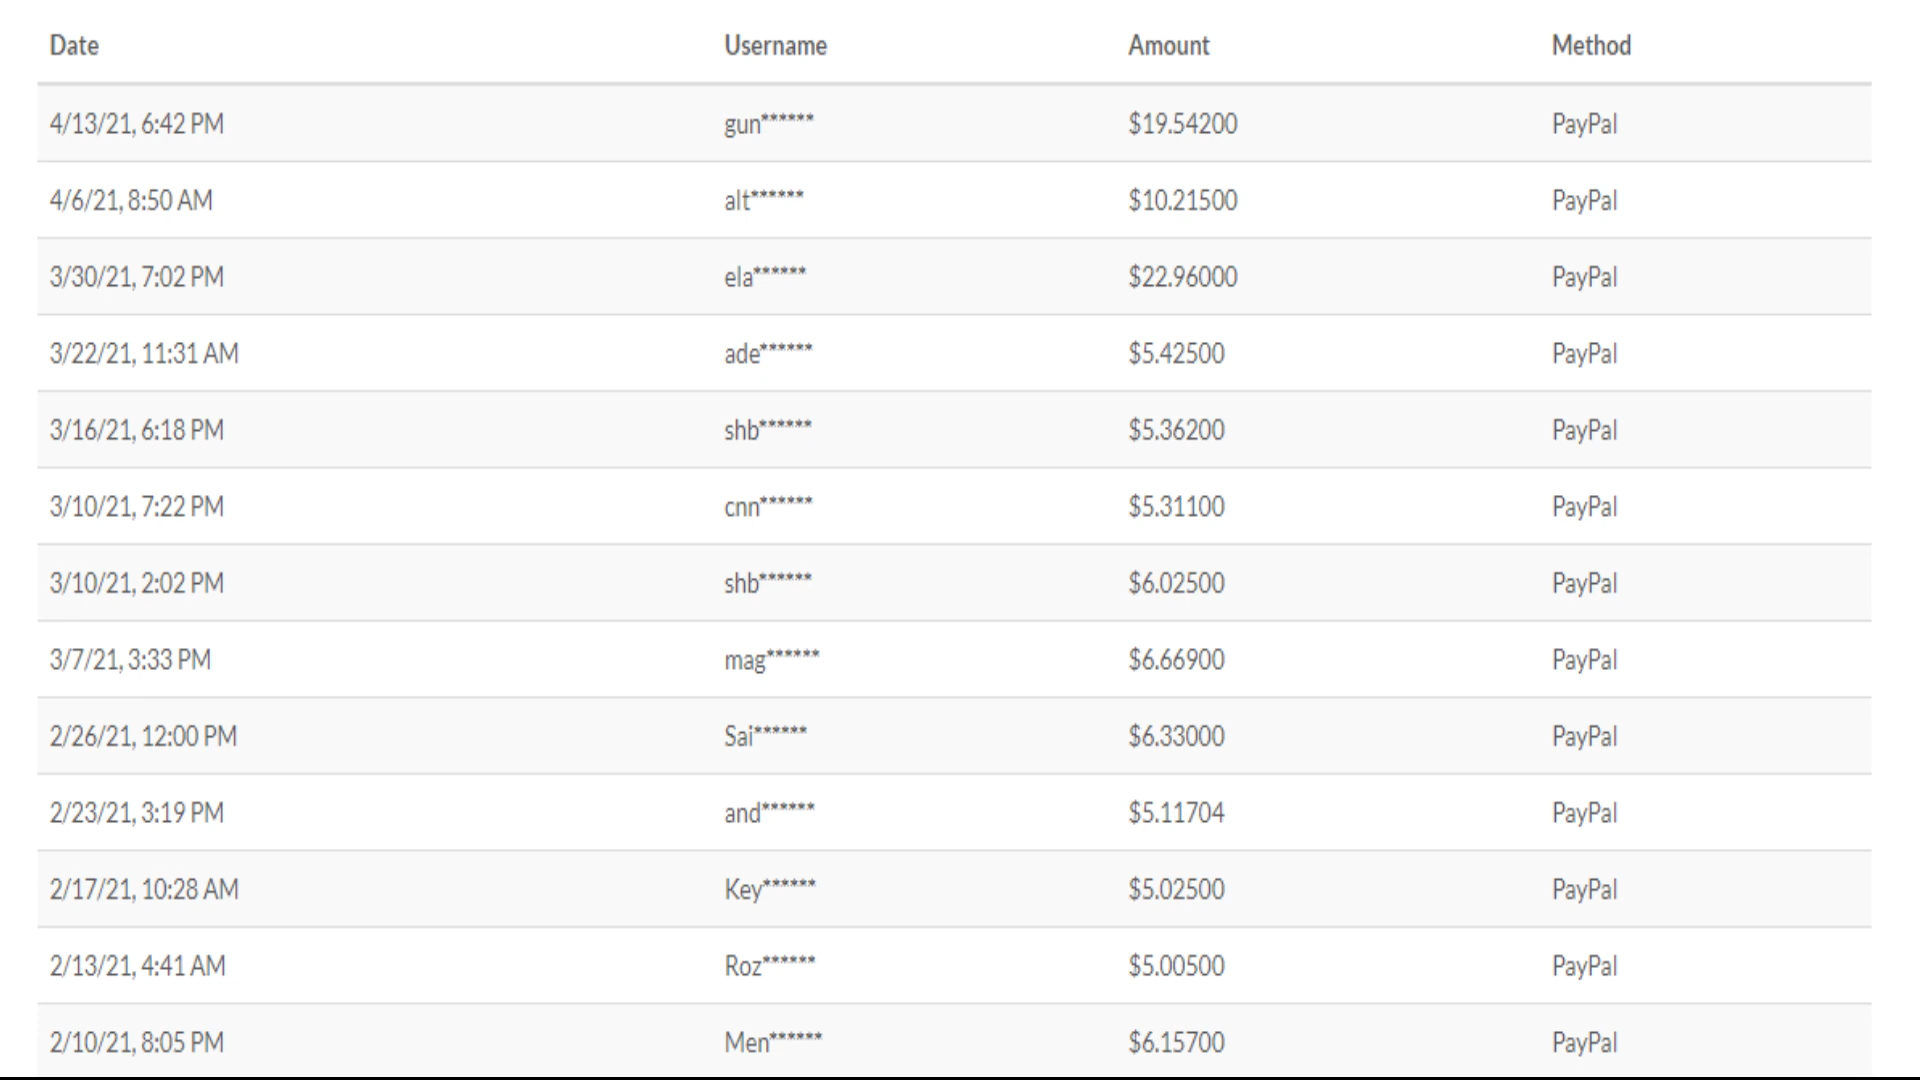 Date Username Amount Method
4/13/21, 6:42 PM gun****** $19.54200 PayPal
4/6/21, 8:50 AM alt****** $10.21500 PayPal
3/30/21, 7:02 PM ela****** $22.96000 PayPal
3/22/21, 11:31 AM ade****** $5.42500 PayPal
3/16/21, 6:18 PM shb****** $5.36200 PayPal
3/10/21, 7:22 PM cnn****** $5.31100 PayPal
3/10/21, 2:02 PM shb****** $6.02500 PayPal
3/7/21, 3:33 PM mag****** $6.66900 PayPal
2/26/21, 12:00 PM Sai****** $6.33000 PayPal
2/23/21, 3:19 PM and****** $5.11704 PayPal
2/17/21, 10:28 AM Key****** $5.02500 PayPal
2/13/21, 4:41 AM Roz****** $5.00500 PayPal
2/10/21, 8:05 PM Men****** $6.15700 PayPal